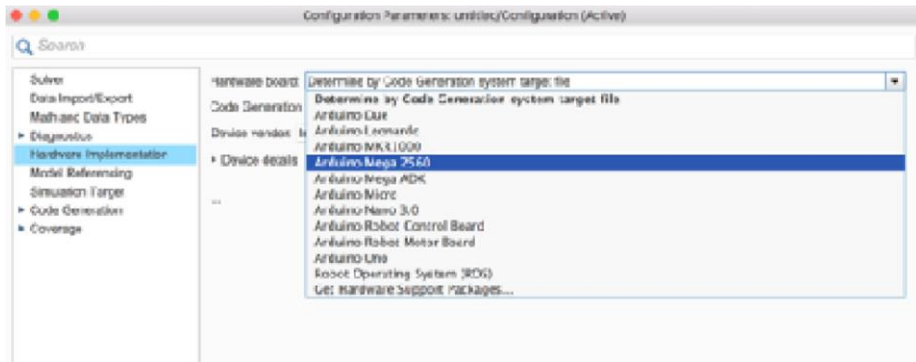 Configuration Parameters: untitled/Configuration (Active)
Search
Solver
Data Import/Export
Math and Data Types
Diagnostics
Hardware Implementation
Model Referencing
Simulation Target
Code Generation
Coverage
Hardware board: Determine by Code Generation system target file
Code Generation
Device vendor:
Device details
...
Determine by Code Generation system target file
Arduino Due
Arduino Leonardo
Arduino MKR1000
Arduino Mega 2560
Arduino Mega ADK
Arduino Micro
Arduino Nano 3.0
Arduino Robot Control Board
Arduino Robot Motor Board
Arduino Uno
Robot Operating System (ROS)
Get Hardware Support Packages...